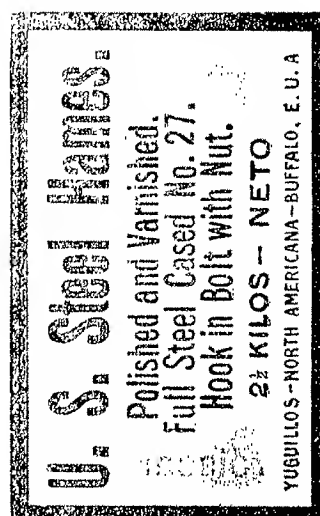 U. S. Steel Hames.
Polished and Varnished.
Full Steel Cased No. 27.
Hook in Bolt with Nut.
2½ KILOS – NETO
YUGUILLOS–NORTH AMERICANA–BUFFALO, E. U. A